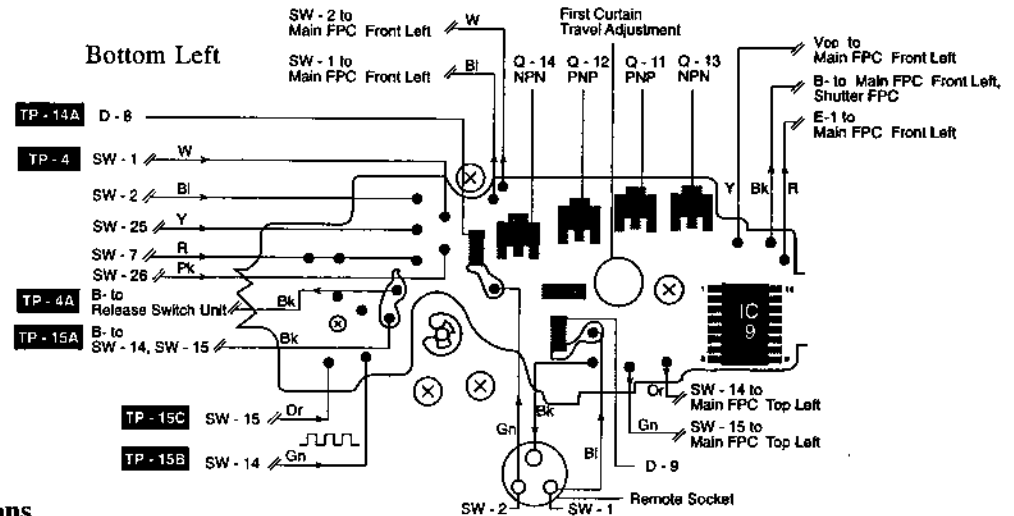 Bottom Left
SW - 2 to
Main FPC Front Left
W
SW - 1 to
Main FPC Front Left
Bl
First Curtain
Travel Adjustment
Q - 14
NPN
Q - 12
PNP
Q - 11
PNP
Q - 13
NPN
to
Main FPC Front Left
B- to Main FPC Front Left,
Shutter FPC
E-1 to
Main FPC Front Left
Y
Bk
R
TP - 14A D - 8
TP - 4 SW - 1 W
SW - 2 Bl
SW - 25 Y
SW - 7 R
SW - 26 Pk
TP - 4A B- to
Release Switch Unit Bk
TP - 15A B- to
SW - 14, SW - 15 Bk
TP - 15C SW - 15 Or
TP - 15B SW - 14 Gn
IC
9
Or
SW - 14 to
Main FPC Top Left
Gn
SW - 15 to
Main FPC Top Left
Gn
Bk
Bl
D - 9
Remote Socket
SW - 2
SW - 1